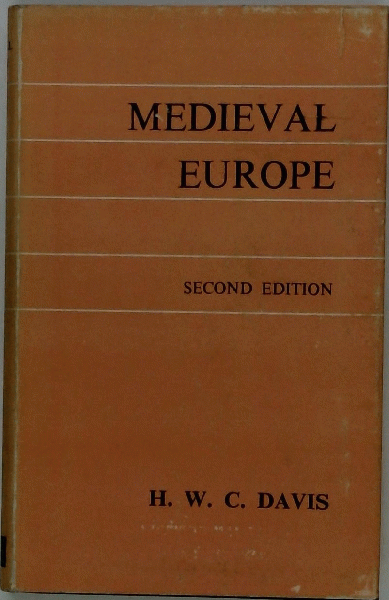 MEDIEVAL
EUROPE
SECOND EDITION
H. W. C. DAVIS